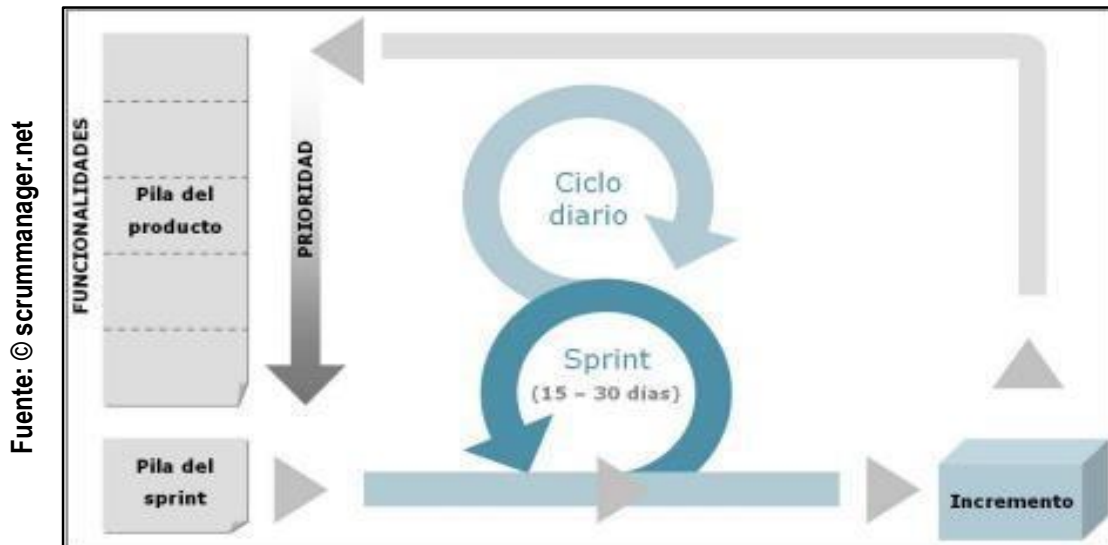 Fuente: © scrummanager.net
FUNCIONALIDADES
Pila del
producto
PRIORIDAD
Ciclo
diario
Sprint
(15 – 30 días)
Pila del
sprint
Incremento